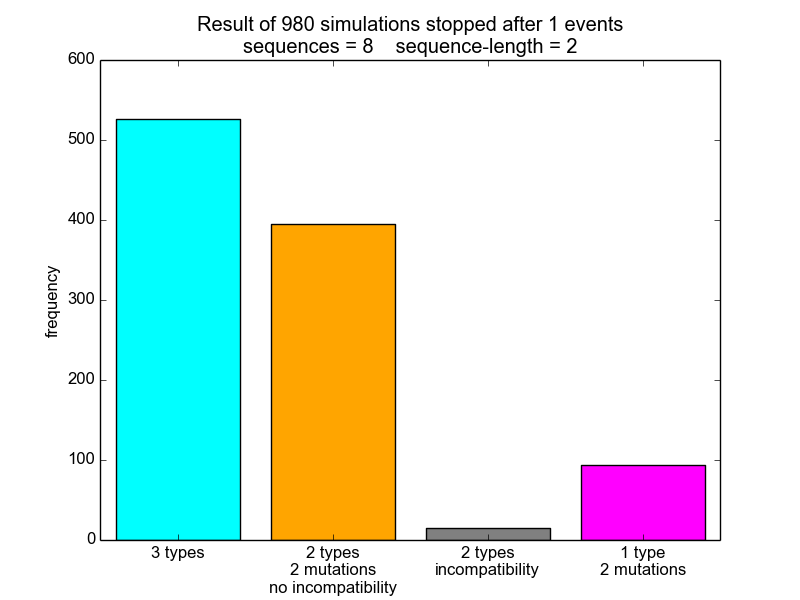 Result of 980 simulations stopped after 1 events
sequences = 8    sequence-length = 2
600
500
400
300
200
100
0
frequency
3 types
2 types
2 mutations
no incompatibility
2 types
incompatibility
1 type
2 mutations